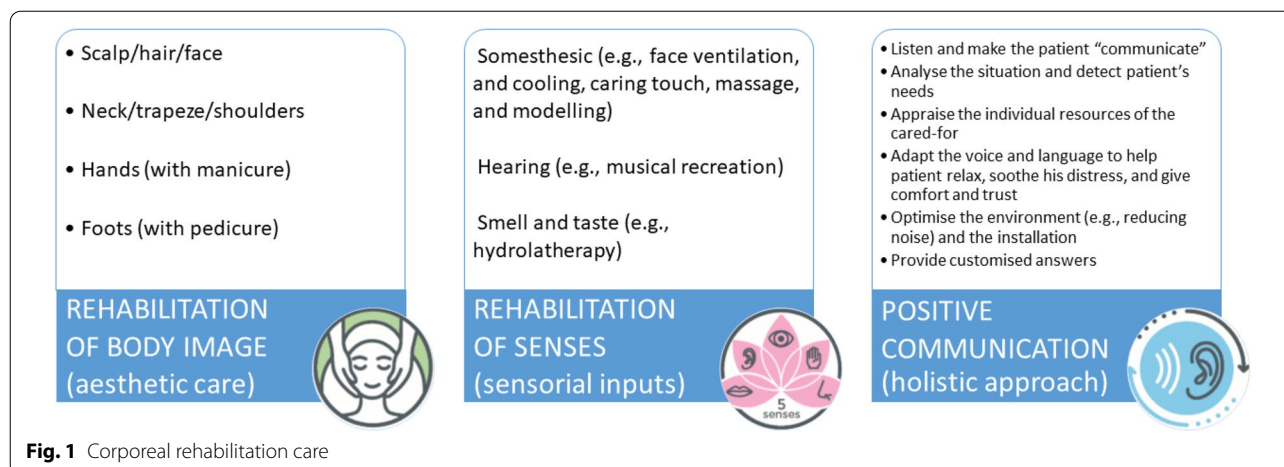 • Scalp/hair/face
• Neck/trapeze/shoulders
• Hands (with manicure)
• Foots (with pedicure)
REHABILITATION
OF BODY IMAGE
(aesthetic care)
Somesthesic (e.g., face ventilation,
and cooling, caring touch, massage,
and modelling)
Hearing (e.g., musical recreation)
Smell and taste (e.g.,
hydrolatherapy)
REHABILITATION
OF SENSES
(sensorial inputs)
5
senses
• Listen and make the patient “communicate”
• Analyse the situation and detect patient’s
needs
• Appraise the individual resources of the
cared-for
• Adapt the voice and language to help
patient relax, soothe his distress, and give
comfort and trust
• Optimise the environment (e.g., reducing
noise) and the installation
• Provide customised answers
POSITIVE
COMMUNICATION
(holistic approach)
Fig. 1 Corporeal rehabilitation care